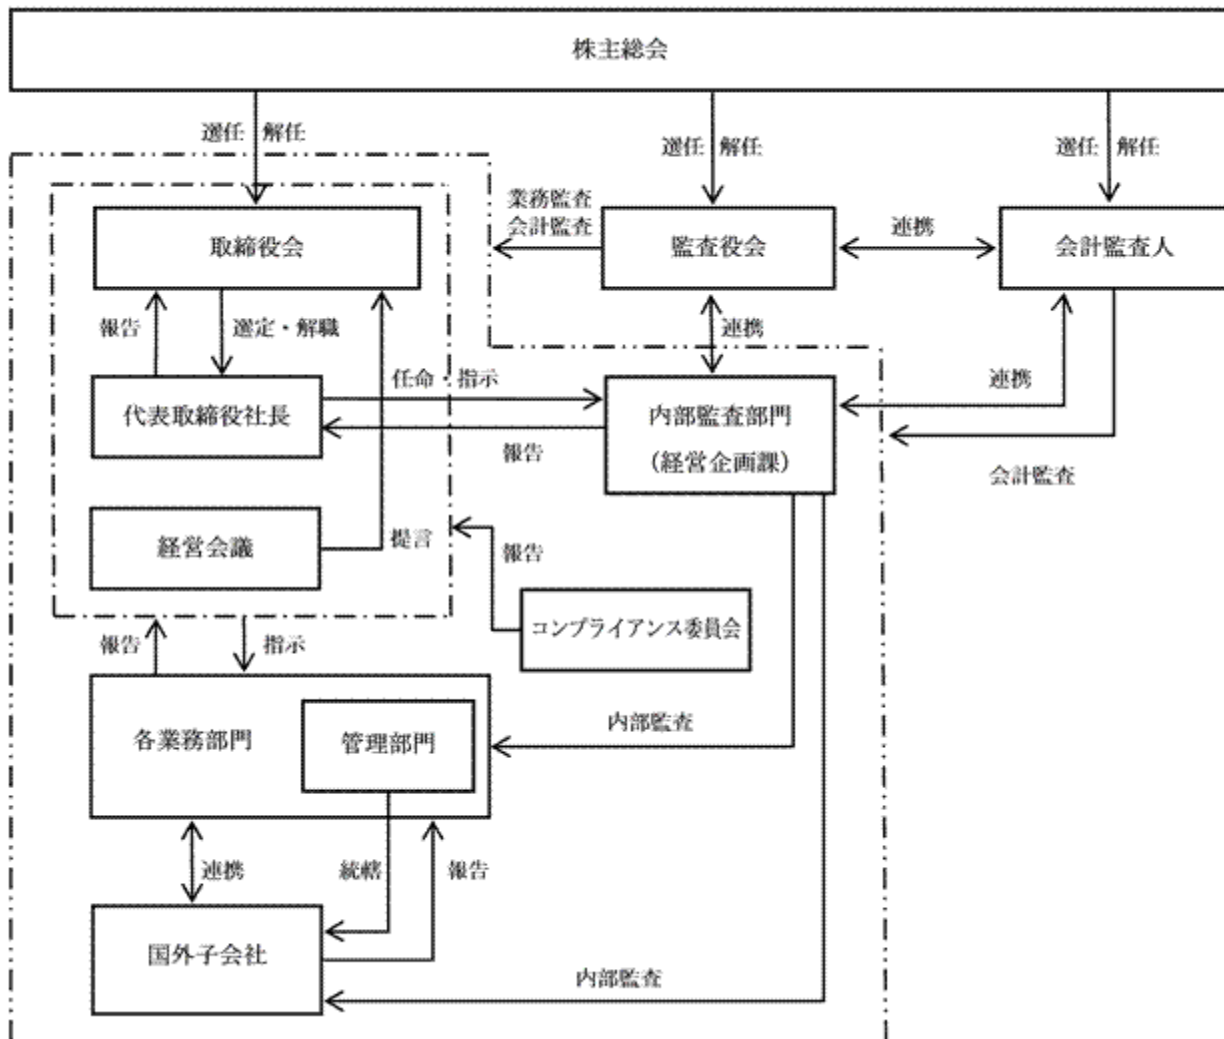 株主総会
選任 解任
選任 解任
選任 解任
業務監査
会計監査
取締役会
監査役会
連携
会計監査人
報告
選定・解職
連携
任命・指示
連携
代表取締役社長
内部監査部門
(経営企画課)
報告
会計監査
経営会議
提言
報告
コンプライアンス委員会
報告
指示
各業務部門
管理部門
内部監査
連携
統轄
報告
国外子会社
内部監査